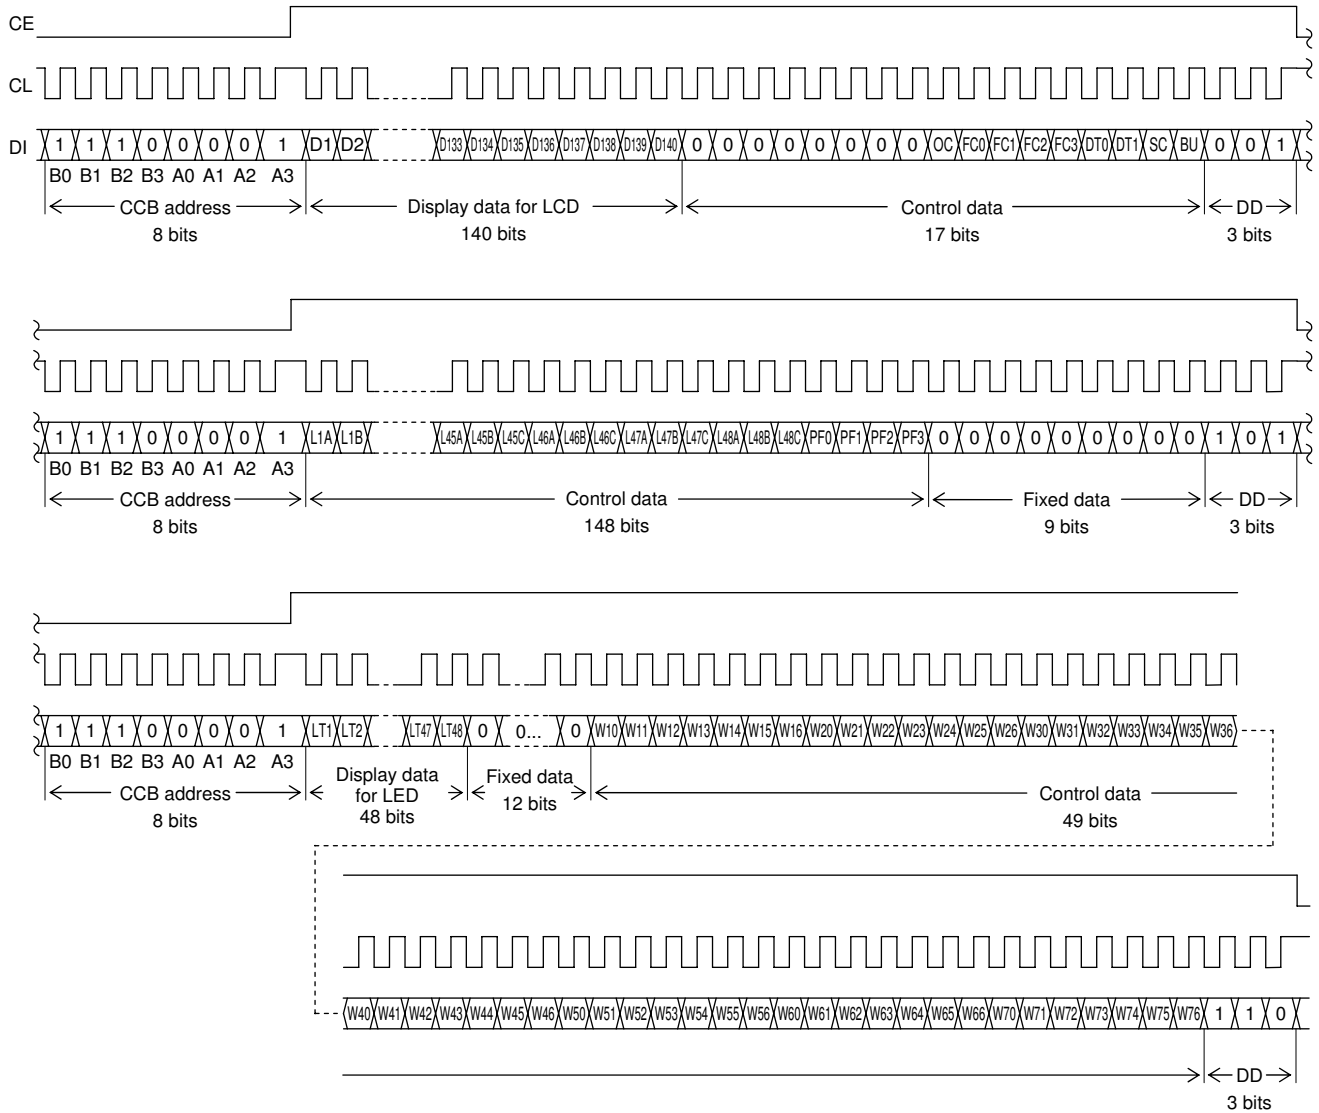 CE
CL
DI 1 1 1 0 0 0 0 1 D1 D2 D133 D134 D135 D136 D137 D138 D139 D140 0 0 0 0 0 0 0 0 OC FC0 FC1 FC2 FC3 DT0 DT1 SC BU 0 0 1
B0 B1 B2 B3 A0 A1 A2 A3
CCB address Display data for LCD Control data DD
8 bits 140 bits 17 bits 3 bits
1 1 1 0 0 0 0 1 L1A L1B L45A L45B L45C L46A L46B L46C L47A L47B L47C L48A L48B L48C PF0 PF1 PF2 PF3 0 0 0 0 0 0 0 0 0 1 0 1
B0 B1 B2 B3 A0 A1 A2 A3
CCB address Control data Fixed data DD
8 bits 148 bits 9 bits 3 bits
1 1 1 0 0 0 0 1 LT1 LT2 LT47 LT48 0 0... 0 W10 W11 W12 W13 W14 W15 W16 W20 W21 W22 W23 W24 W25 W26 W30 W31 W32 W33 W34 W35 W36
B0 B1 B2 B3 A0 A1 A2 A3
CCB address Display data for LED Fixed data Control data
8 bits 48 bits 12 bits 49 bits
W40 W41 W42 W43 W44 W45 W46 W50 W51 W52 W53 W54 W55 W56 W60 W61 W62 W63 W64 W65 W66 W70 W71 W72 W73 W74 W75 W76 1 1 0
DD
3 bits